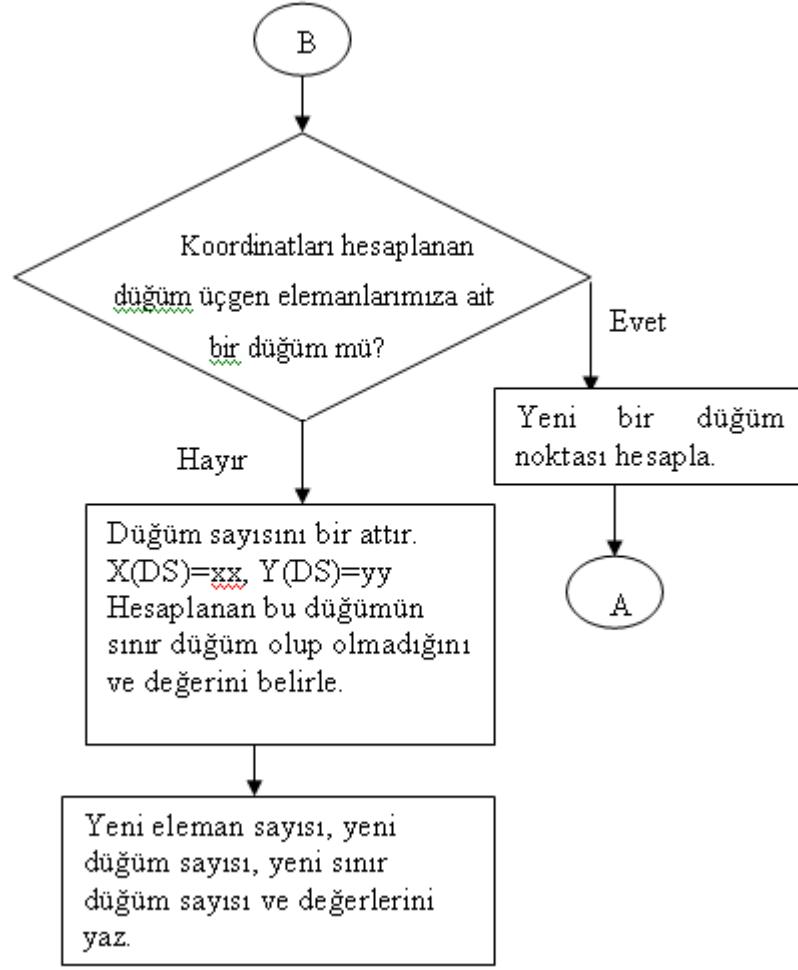 B
Koordinatları hesaplanan
düğüm üçgen elemanlarımıza ait
bir düğüm mü?
Evet
Yeni bir düğüm
noktası hesapla.
A
Hayır
Düğüm sayısını bir attır.
X(DS)=xx, Y(DS)=yy
Hesaplanan bu düğümün
sınır düğüm olup olmadığını
ve değerini belirle.
Yeni eleman sayısı, yeni
düğüm sayısı, yeni sınır
düğüm sayısı ve değerlerini
yaz.